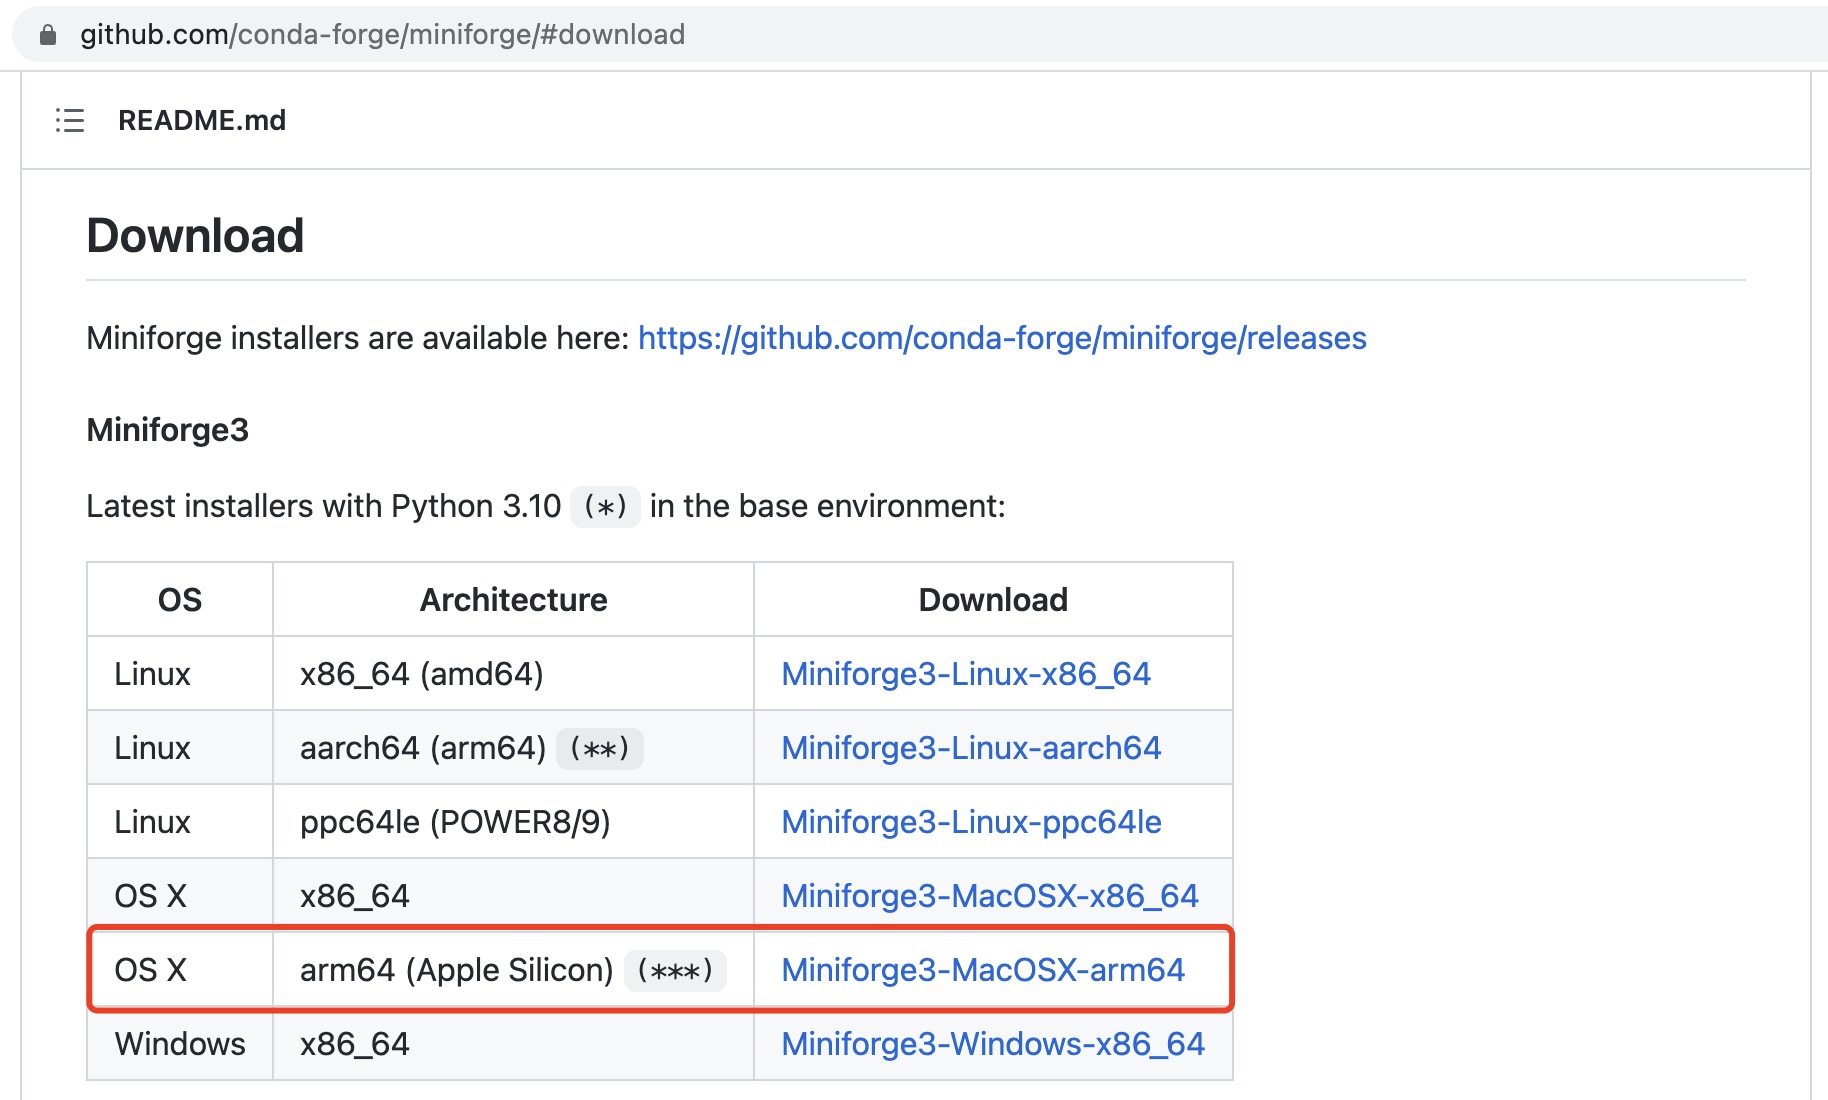 github.com/conda-forge/miniforge/#download
README.md
Download
Miniforge installers are available here: https://github.com/conda-forge/miniforge/releases
Miniforge3
Latest installers with Python 3.10 (*) in the base environment:
OS Architecture Download
Linux x86_64 (amd64) Miniforge3-Linux-x86_64
Linux aarch64 (arm64) (**) Miniforge3-Linux-aarch64
Linux ppc64le (POWER8/9) Miniforge3-Linux-ppc64le
OS X x86_64 Miniforge3-MacOSX-x86_64
OS X arm64 (Apple Silicon) (***) Miniforge3-MacOSX-arm64
Windows x86_64 Miniforge3-Windows-x86_64